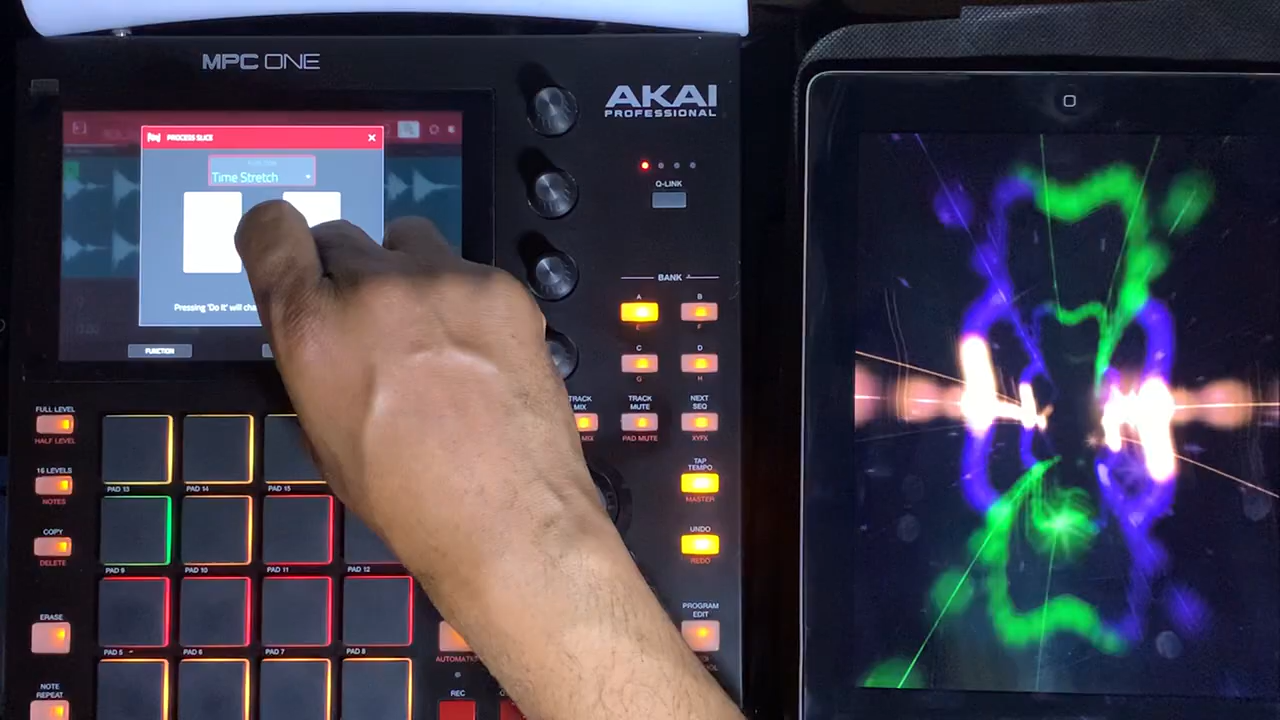 MPC ONE
AKAI
PROFESSIONAL
PROCESS SLICE
Time Stretch
Pressing 'Do It' will
FUNCTION
Q-LINK
BANK
A
B
E
F
C
D
G
H
TRACK MIX
TRACK MUTE
NEXT SEQ
MIX
PAD MUTE
XYFX
TAP TEMPO
MASTER
UNDO
REDO
PROGRAM EDIT
FULL LEVEL
HALF LEVEL
16 LEVELS
NOTES
COPY
DELETE
ERASE
NOTE REPEAT
PAD 13
PAD 14
PAD 15
PAD 9
PAD 10
PAD 11
PAD 12
PAD 5
PAD 6
PAD 7
PAD 8
REC